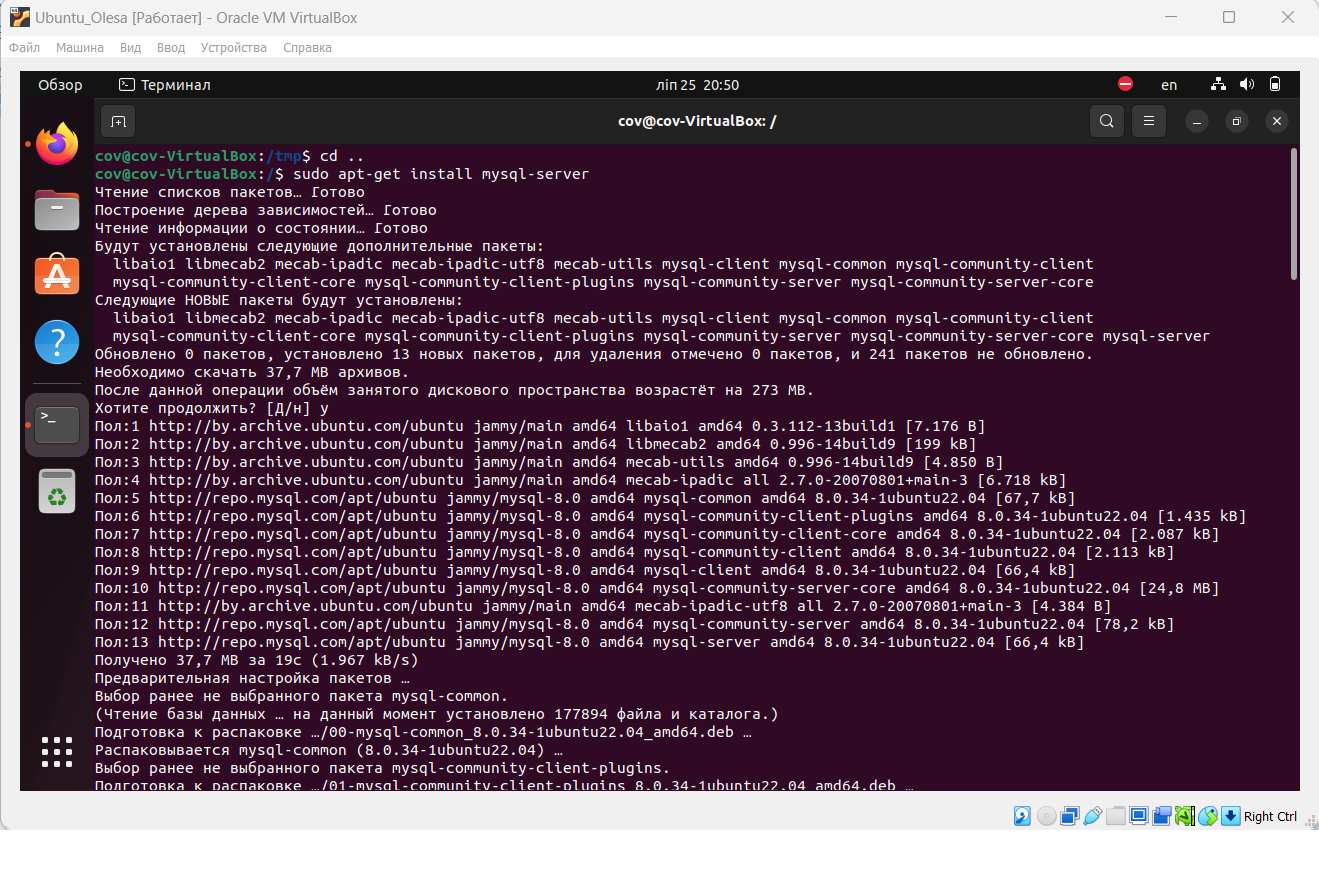 Ubuntu_Olesa [Работает] - Oracle VM VirtualBox
Файл Машина Вид Ввод Устройства Справка
Обзор Терминал ліп 25 20:50 en
cov@cov-VirtualBox: /
cov@cov-VirtualBox:/tmp$ cd ..
cov@cov-VirtualBox:/$ sudo apt-get install mysql-server
Чтение списков пакетов… Готово
Построение дерева зависимостей… Готово
Чтение информации о состоянии… Готово
Будут установлены следующие дополнительные пакеты:
libaio1 libmecab2 mecab-ipadic mecab-ipadic-utf8 mecab-utils mysql-client mysql-common mysql-community-client
mysql-community-client-core mysql-community-client-plugins mysql-community-server mysql-community-server-core
Следующие НОВЫЕ пакеты будут установлены:
libaio1 libmecab2 mecab-ipadic mecab-ipadic-utf8 mecab-utils mysql-client mysql-common mysql-community-client
mysql-community-client-core mysql-community-client-plugins mysql-community-server mysql-community-server-core mysql-server
Обновлено 0 пакетов, установлено 13 новых пакетов, для удаления отмечено 0 пакетов, и 241 пакетов не обновлено.
Необходимо скачать 37,7 MB архивов.
После данной операции объём занятого дискового пространства возрастёт на 273 MB.
Хотите продолжить? [Д/н] y
Пол:1 http://by.archive.ubuntu.com/ubuntu jammy/main amd64 libaio1 amd64 0.3.112-13build1 [7.176 B]
Пол:2 http://by.archive.ubuntu.com/ubuntu jammy/main amd64 libmecab2 amd64 0.996-14build9 [199 kB]
Пол:3 http://by.archive.ubuntu.com/ubuntu jammy/main amd64 mecab-utils amd64 0.996-14build9 [4.850 B]
Пол:4 http://by.archive.ubuntu.com/ubuntu jammy/main amd64 mecab-ipadic all 2.7.0-20070801+main-3 [6.718 kB]
Пол:5 http://repo.mysql.com/apt/ubuntu jammy/mysql-8.0 amd64 mysql-common amd64 8.0.34-1ubuntu22.04 [67,7 kB]
Пол:6 http://repo.mysql.com/apt/ubuntu jammy/mysql-8.0 amd64 mysql-community-client-plugins amd64 8.0.34-1ubuntu22.04 [1.435 kB]
Пол:7 http://repo.mysql.com/apt/ubuntu jammy/mysql-8.0 amd64 mysql-community-client-core amd64 8.0.34-1ubuntu22.04 [2.087 kB]
Пол:8 http://repo.mysql.com/apt/ubuntu jammy/mysql-8.0 amd64 mysql-community-client amd64 8.0.34-1ubuntu22.04 [2.113 kB]
Пол:9 http://repo.mysql.com/apt/ubuntu jammy/mysql-8.0 amd64 mysql-client amd64 8.0.34-1ubuntu22.04 [66,4 kB]
Пол:10 http://repo.mysql.com/apt/ubuntu jammy/mysql-8.0 amd64 mysql-community-server-core amd64 8.0.34-1ubuntu22.04 [24,8 MB]
Пол:11 http://by.archive.ubuntu.com/ubuntu jammy/main amd64 mecab-ipadic-utf8 all 2.7.0-20070801+main-3 [4.384 B]
Пол:12 http://repo.mysql.com/apt/ubuntu jammy/mysql-8.0 amd64 mysql-community-server amd64 8.0.34-1ubuntu22.04 [78,2 kB]
Пол:13 http://repo.mysql.com/apt/ubuntu jammy/mysql-8.0 amd64 mysql-server amd64 8.0.34-1ubuntu22.04 [66,4 kB]
Получено 37,7 MB за 19с (1.967 kB/s)
Предварительная настройка пакетов …
Выбор ранее не выбранного пакета mysql-common.
(Чтение базы данных … на данный момент установлено 177894 файла и каталога.)
Подготовка к распаковке …/00-mysql-common_8.0.34-1ubuntu22.04_amd64.deb …
Распаковывается mysql-common (8.0.34-1ubuntu22.04) …
Выбор ранее не выбранного пакета mysql-community-client-plugins.
Подготовка к распаковке …/01-mysql-community-client-plugins_8.0.34-1ubuntu22.04_amd64.deb …
Right Ctrl